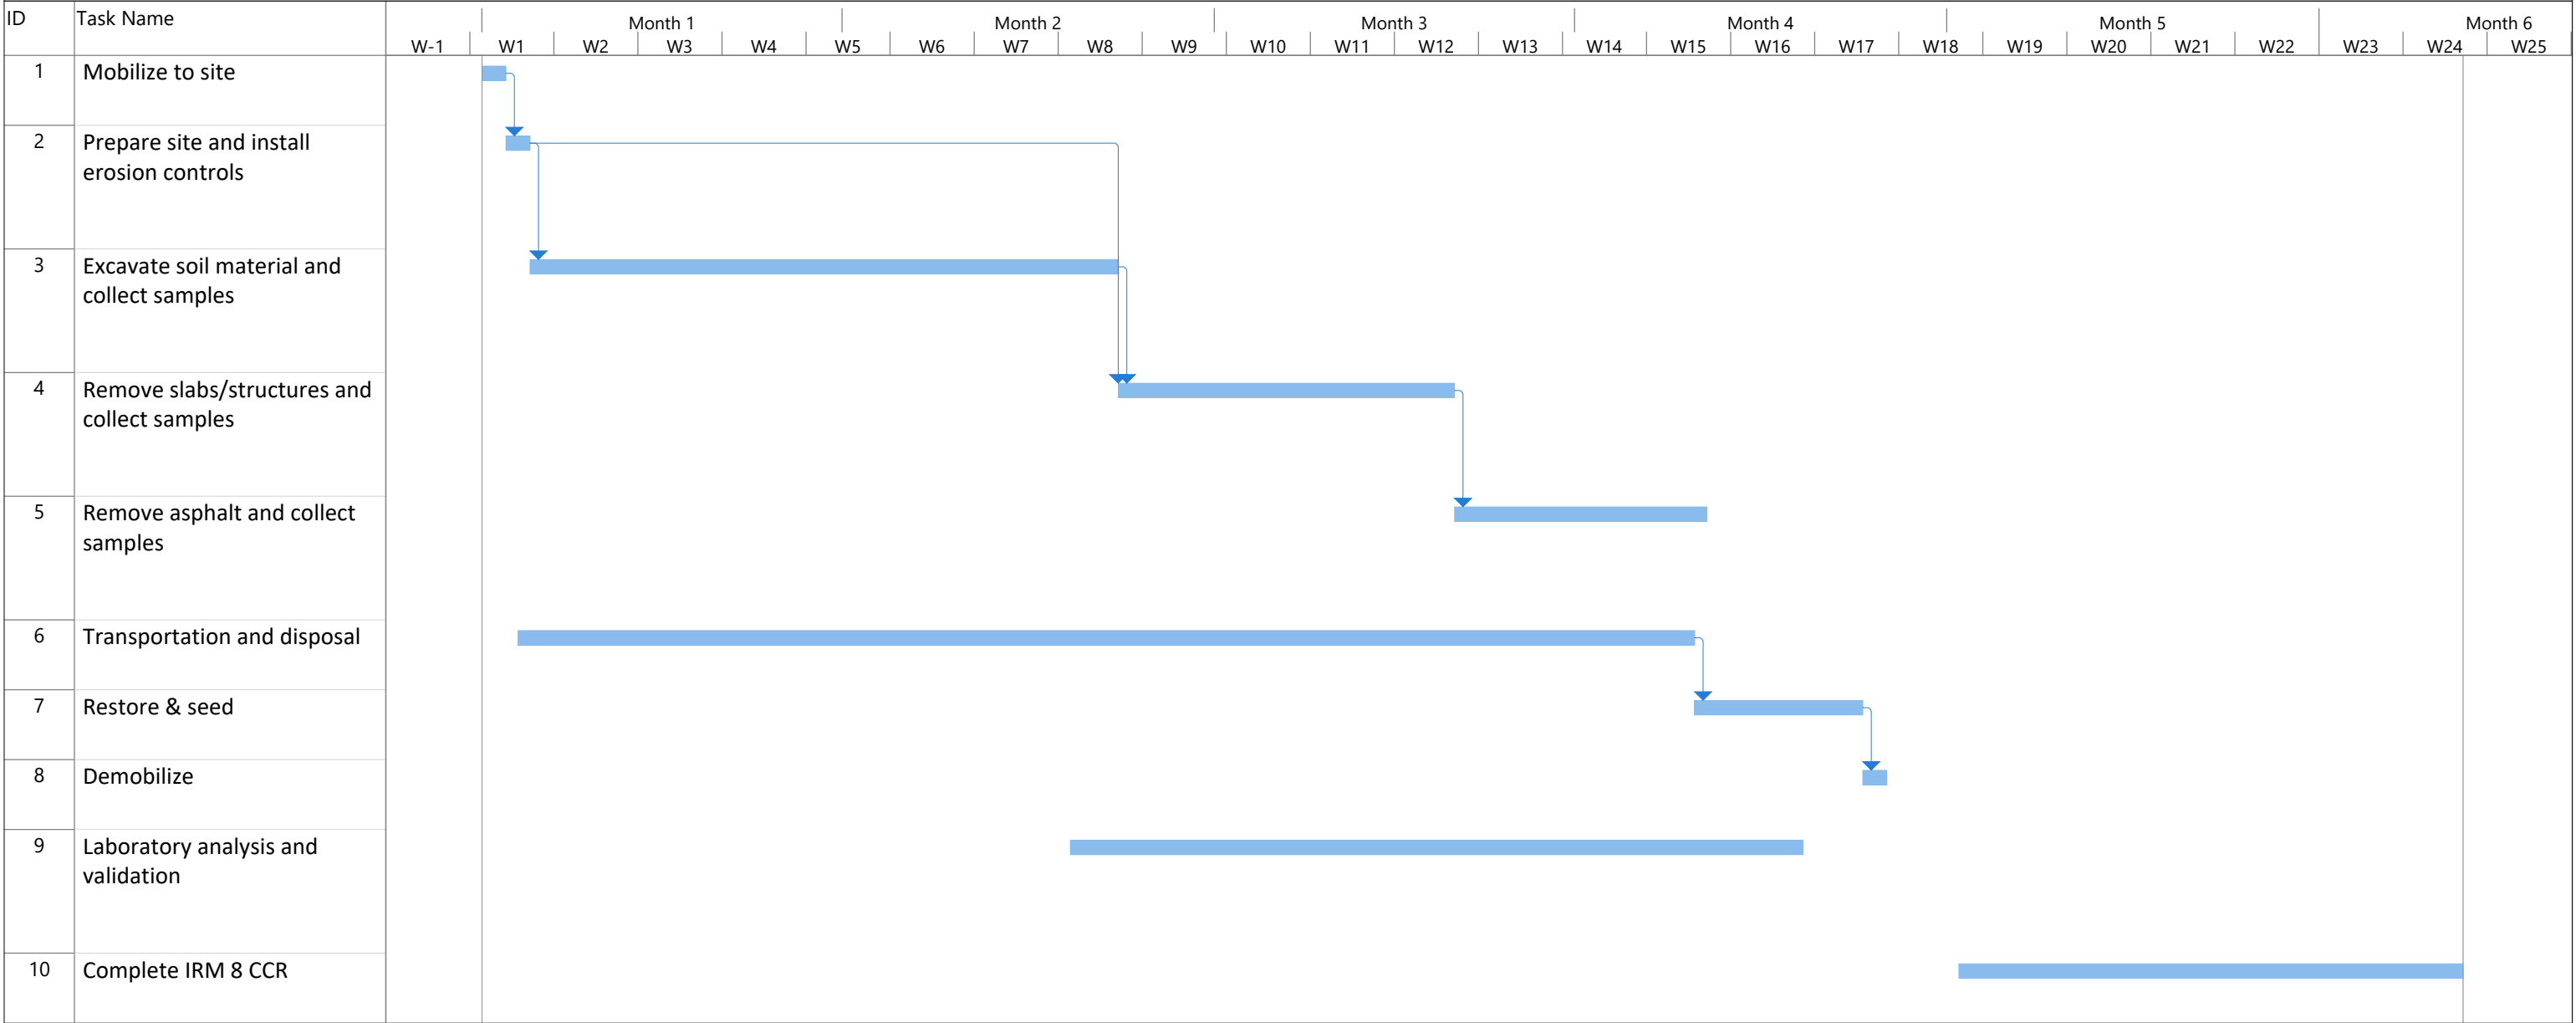 ID Task Name Month 1 Month 2 Month 3 Month 4 Month 5 Month 6
W-1 W1 W2 W3 W4 W5 W6 W7 W8 W9 W10 W11 W12 W13 W14 W15 W16 W17 W18 W19 W20 W21 W22 W23 W24 W25
1 Mobilize to site
2 Prepare site and install
erosion controls
3 Excavate soil material and
collect samples
4 Remove slabs/structures and
collect samples
5 Remove asphalt and collect
samples
6 Transportation and disposal
7 Restore & seed
8 Demobilize
9 Laboratory analysis and
validation
10 Complete IRM 8 CCR